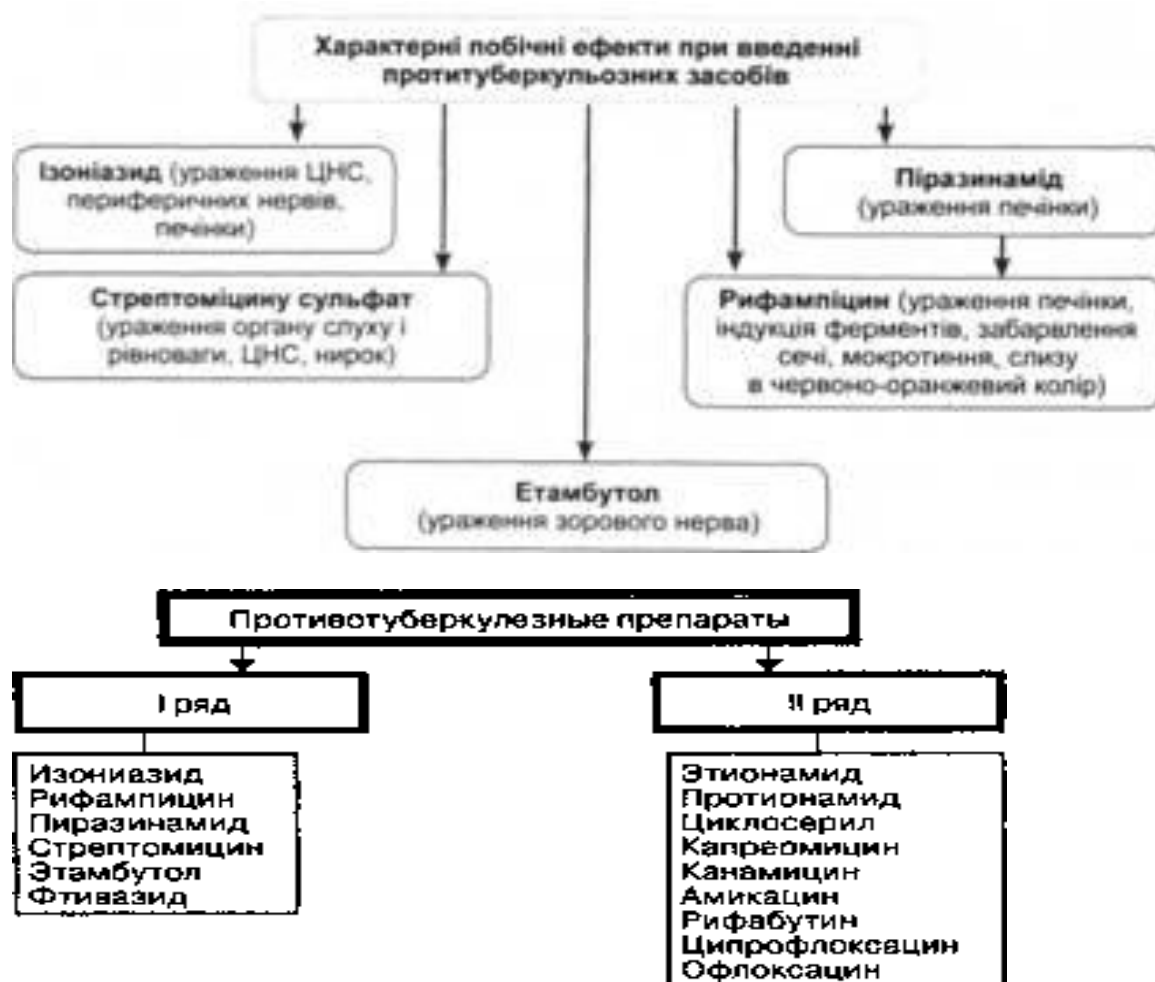 Характерні побічні ефекти при введенні
протитуберкульозних засобів
Ізоніазид (ураження ЦНС,
периферичних нервів,
печінки)
Піразинамід
(ураження печінки)
Стрептоміцину сульфат
(ураження органу слуху і
рівноваги, ЦНС, нирок)
Рифампіцин (ураження печінки,
індукція ферментів, забарвлення
сечі, мокротиння, слизу
в червоно-оранжевий колір)
Етамбутол
(ураження зорового нерва)
Противотуберкулезные препараты
I ряд
II ряд
Изониазид
Рифампицин
Пиразинамид
Стрептомицин
Этамбутол
Фтивазид
Этионамид
Протионамид
Циклосерил
Капреомицин
Канамицин
Амикацин
Рифабутин
Ципрофлоксацин
Офлоксацин